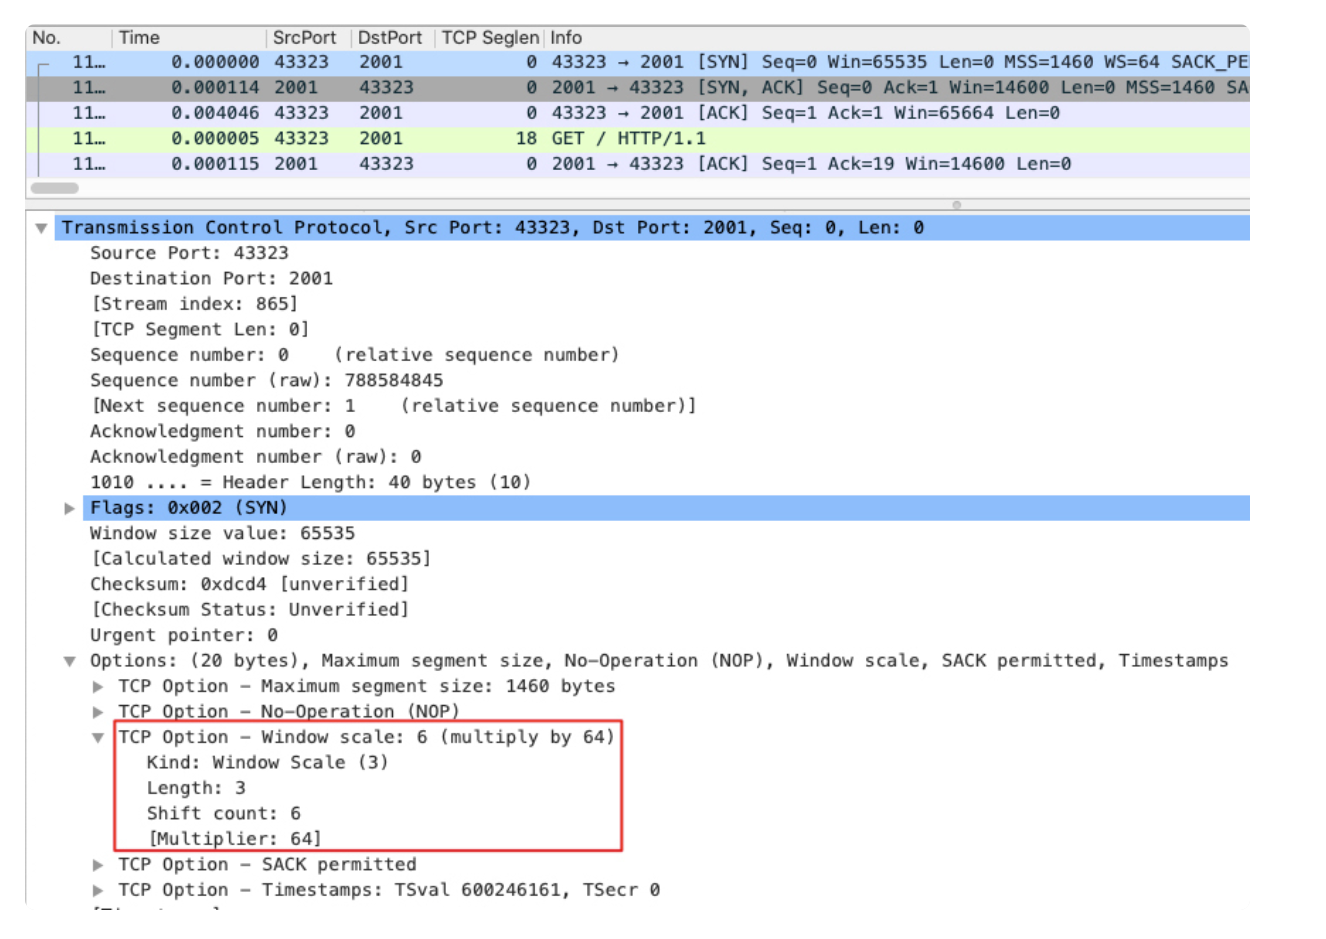 No. Time SrcPort DstPort TCP Seglen Info
11… 0.000000 43323 2001 0 43323 → 2001 [SYN] Seq=0 Win=65535 Len=0 MSS=1460 WS=64 SACK_PE
11… 0.000114 2001 43323 0 2001 → 43323 [SYN, ACK] Seq=0 Ack=1 Win=14600 Len=0 MSS=1460 SA
11… 0.004046 43323 2001 0 43323 → 2001 [ACK] Seq=1 Ack=1 Win=65664 Len=0
11… 0.000005 43323 2001 18 GET / HTTP/1.1
11… 0.000115 2001 43323 0 2001 → 43323 [ACK] Seq=1 Ack=19 Win=14600 Len=0
Transmission Control Protocol, Src Port: 43323, Dst Port: 2001, Seq: 0, Len: 0
Source Port: 43323
Destination Port: 2001
[Stream index: 865]
[TCP Segment Len: 0]
Sequence number: 0 (relative sequence number)
Sequence number (raw): 788584845
[Next sequence number: 1 (relative sequence number)]
Acknowledgment number: 0
Acknowledgment number (raw): 0
1010 .... = Header Length: 40 bytes (10)
Flags: 0x002 (SYN)
Window size value: 65535
[Calculated window size: 65535]
Checksum: 0xdcd4 [unverified]
[Checksum Status: Unverified]
Urgent pointer: 0
Options: (20 bytes), Maximum segment size, No-Operation (NOP), Window scale, SACK permitted, Timestamps
TCP Option – Maximum segment size: 1460 bytes
TCP Option – No-Operation (NOP)
TCP Option – Window scale: 6 (multiply by 64)
Kind: Window Scale (3)
Length: 3
Shift count: 6
[Multiplier: 64]
TCP Option – SACK permitted
TCP Option – Timestamps: TSval 600246161, TSecr 0